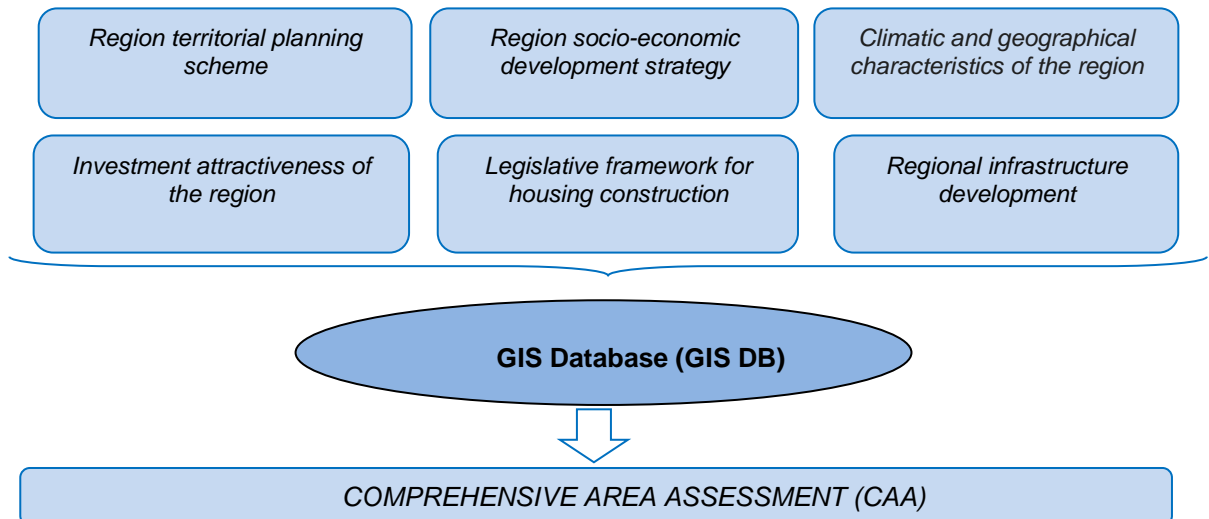 Region territorial planning
scheme
Region socio-economic
development strategy
Climatic and geographical
characteristics of the region
Investment attractiveness of
the region
Legislative framework for
housing construction
Regional infrastructure
development
GIS Database (GIS DB)
COMPREHENSIVE AREA ASSESSMENT (CAA)